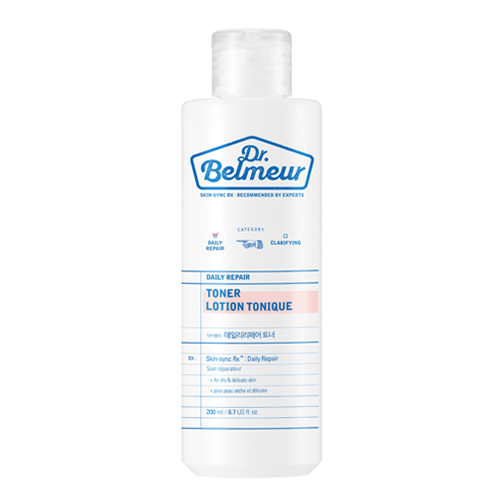 Dr.
Belmeur
SKIN-SYNC RX RECOMMENDED BY EXPERTS
CATEGORY
DAILY
REPAIR
CLARIFYING
DAILY REPAIR
TONER
LOTION TONIQUE
데일리리페어 토너
RX:
Skin-sync Rx™: Daily Repair
Soin réparateur
• for dry & delicate skin
• pour peau sèche et délicate
200 ml / 6.7 US fl. oz.